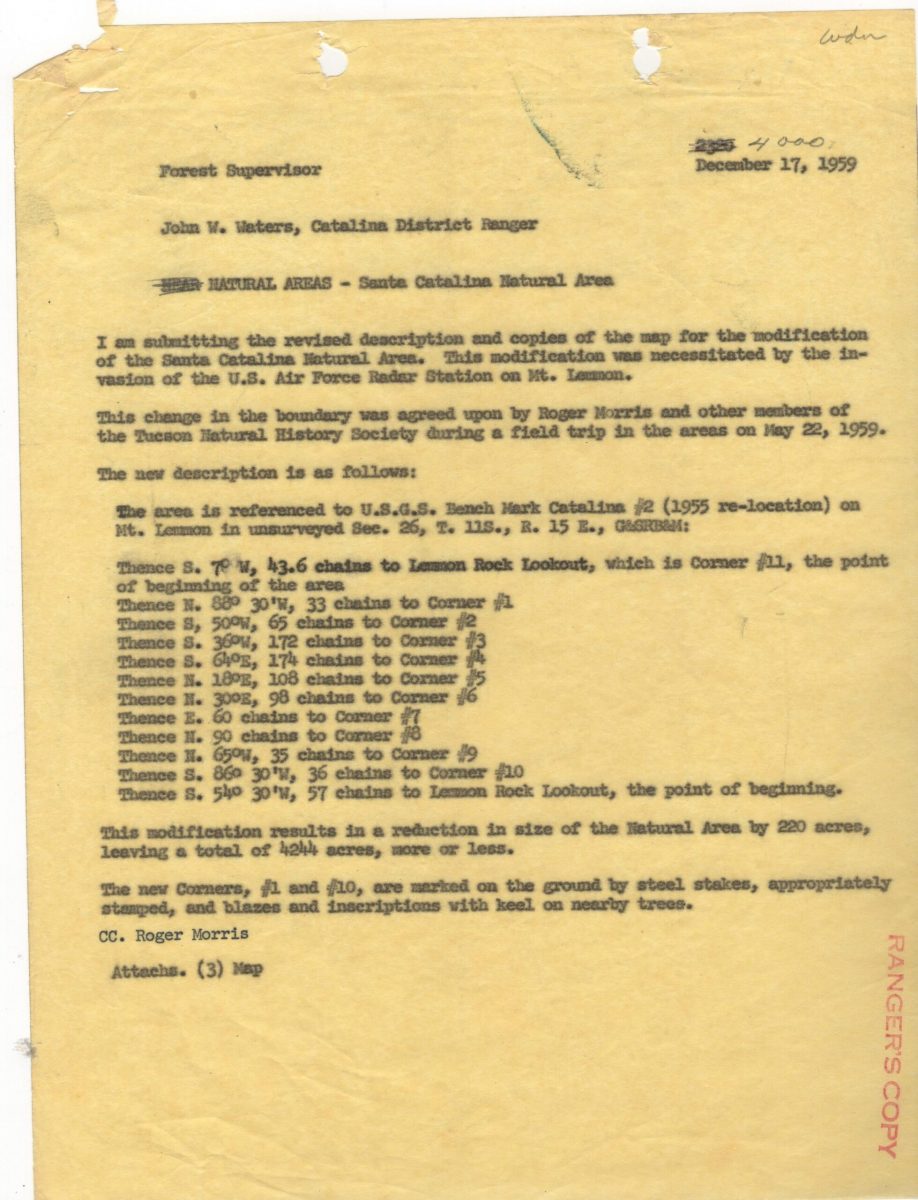 4000
December 17, 1959
Forest Supervisor
John W. Waters, Catalina District Ranger
NEAR NATURAL AREAS - Santa Catalina Natural Area
I am submitting the revised description and copies of the map for the modification
of the Santa Catalina Natural Area. This modification was necessitated by the in-
vasion of the U.S. Air Force Radar Station on Mt. Lemmon.
This change in the boundary was agreed upon by Roger Morris and other members of
the Tucson Natural History Society during a field trip in the areas on May 22, 1959.
The new description is as follows:
The area is referenced to U.S.G.S. Bench Mark Catalina #2 (1955 re-location) on
Mt. Lemmon in unsurveyed Sec. 26, T. 11S., R. 15 E., G&SRB&M:
Thence S. 7° W, 43.6 chains to Lemmon Rock Lookout, which is Corner #11, the point
of beginning of the area
Thence N. 88° 30'W, 33 chains to Corner #1
Thence S, 50°W, 65 chains to Corner #2
Thence S. 36°W, 172 chains to Corner #3
Thence S. 64°E, 174 chains to Corner #4
Thence N. 18°E, 108 chains to Corner #5
Thence N. 30°E, 98 chains to Corner #6
Thence E. 60 chains to Corner #7
Thence N. 90 chains to Corner #8
Thence N. 65°W, 35 chains to Corner #9
Thence S. 86° 30'W, 36 chains to Corner #10
Thence S. 54° 30'W, 57 chains to Lemmon Rock Lookout, the point of beginning.
This modification results in a reduction in size of the Natural Area by 220 acres,
leaving a total of 4244 acres, more or less.
The new Corners, #1 and #10, are marked on the ground by steel stakes, appropriately
stamped, and blazes and inscriptions with keel on nearby trees.
CC. Roger Morris
Attachs. (3) Map
RANGER'S COPY